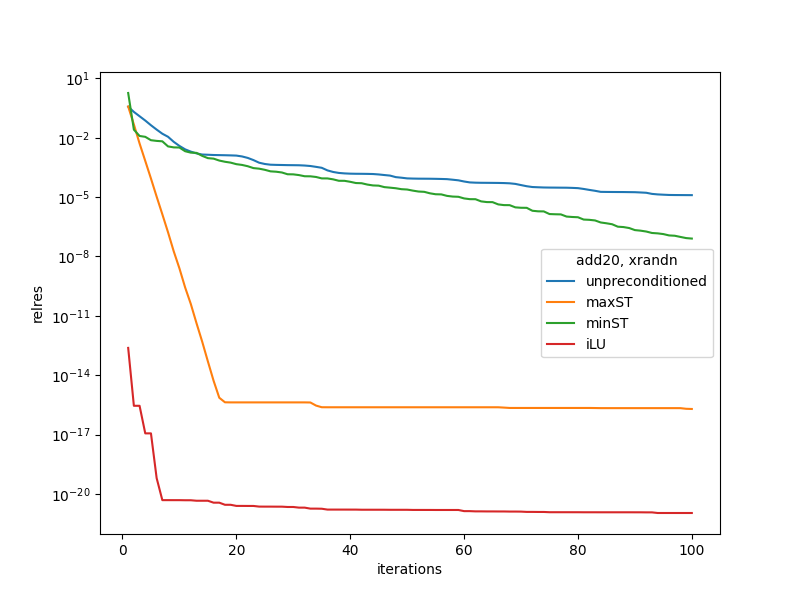 10^1
10^-2
10^-5
10^-8
10^-11
10^-14
10^-17
10^-20
relres
0 20 40 60 80 100
iterations
add20, xrandn
unpreconditioned
maxST
minST
iLU